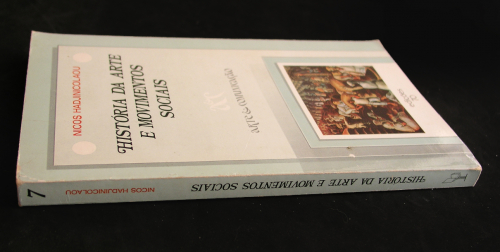 NICOS HADJINICOLAOU
HISTÓRIA DA ARTE
E MOVIMENTOS
SOCIAIS
arte & comunicação
7
NICOS HADJINICOLAOU
HISTÓRIA DA ARTE E MOVIMENTOS SOCIAIS